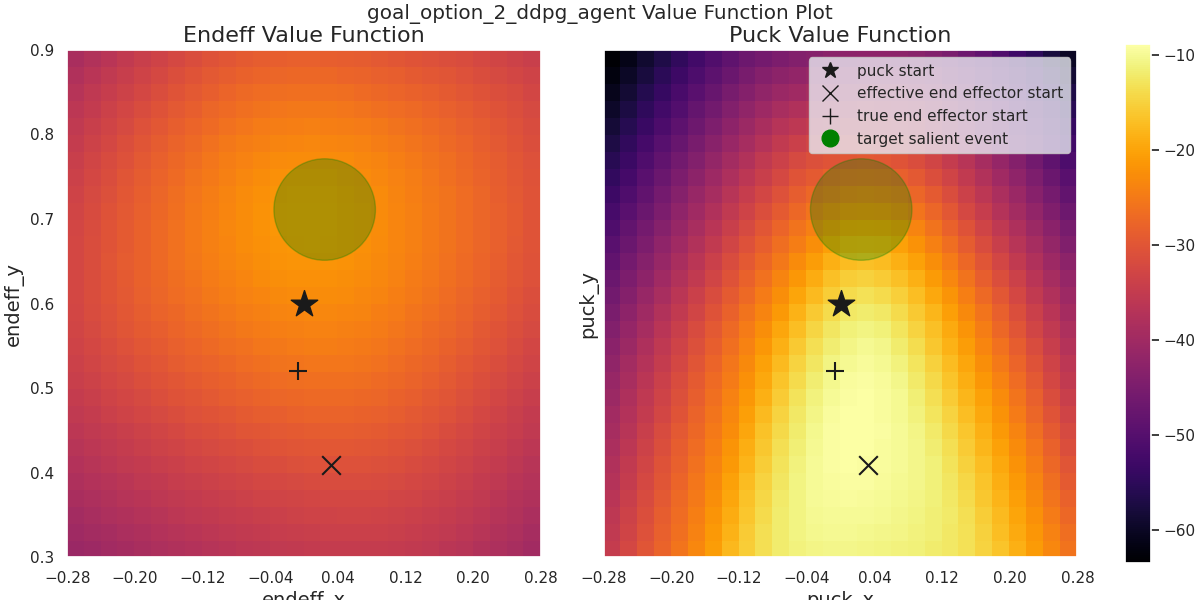 goal_option_2_ddpg_agent Value Function Plot
Endeff Value Function
Puck Value Function
puck start
effective end effector start
true end effector start
target salient event
0.9
0.8
0.7
0.6
0.5
0.4
0.3
endeff_y
−0.28 −0.20 −0.12 −0.04 0.04 0.12 0.20 0.28
endeff_x
puck_y
−0.28 −0.20 −0.12 −0.04 0.04 0.12 0.20 0.28
puck_x
−10
−20
−30
−40
−50
−60